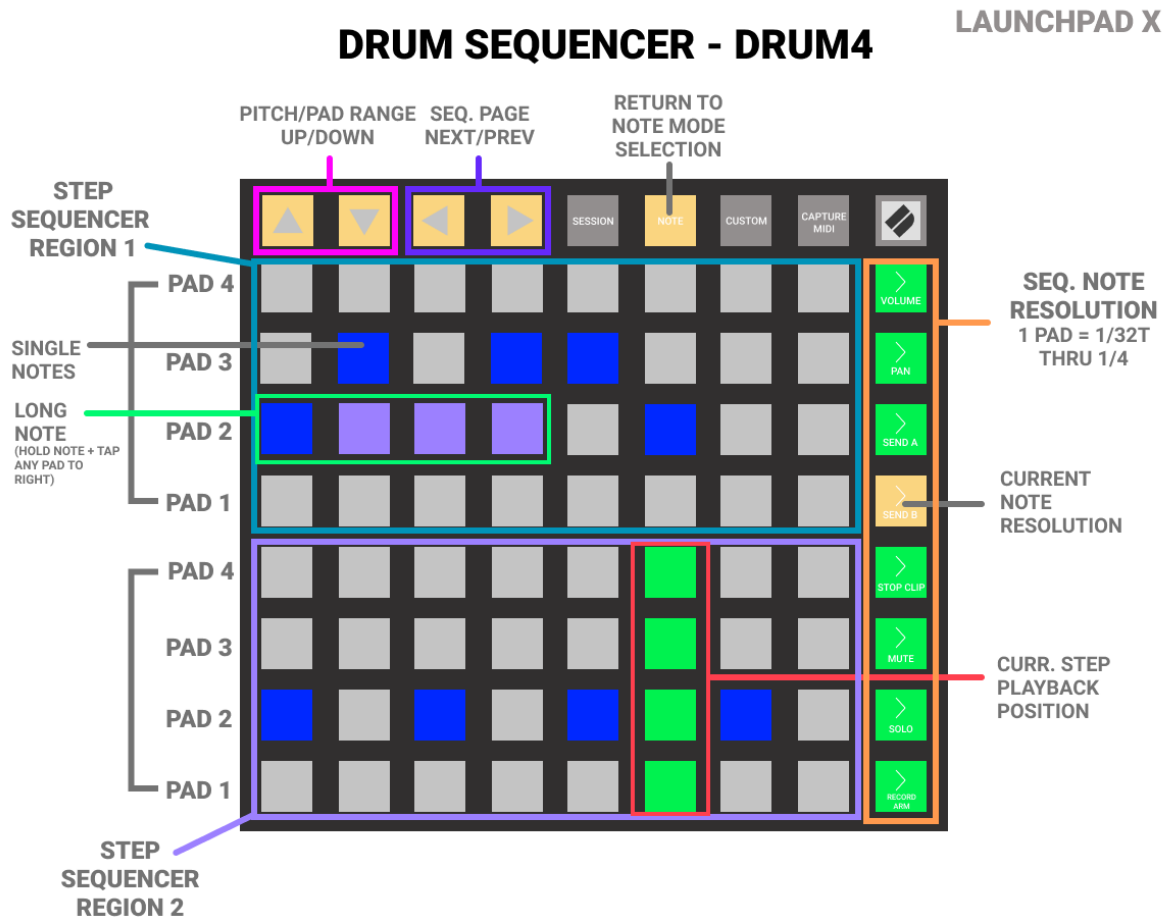 LAUNCHPAD X
DRUM SEQUENCER - DRUM4
PITCH/PAD RANGE
UP/DOWN
SEQ. PAGE
NEXT/PREV
RETURN TO
NOTE MODE
SELECTION
STEP
SEQUENCER
REGION 1
SESSION
NOTE
CUSTOM
CAPTURE
MIDI
PAD 4
VOLUME
SEQ. NOTE
RESOLUTION
1 PAD = 1/32T
THRU 1/4
SINGLE
NOTES
PAD 3
PAN
LONG
NOTE
(HOLD NOTE + TAP
ANY PAD TO
RIGHT)
PAD 2
SEND A
PAD 1
SEND B
CURRENT
NOTE
RESOLUTION
PAD 4
STOP CLIP
PAD 3
MUTE
CURR. STEP
PLAYBACK
POSITION
PAD 2
SOLO
PAD 1
RECORD
ARM
STEP
SEQUENCER
REGION 2